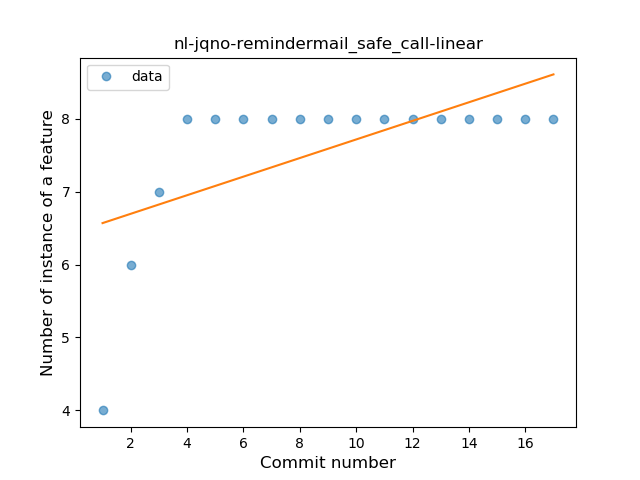 nl-jqno-remindermail_safe_call-linear
data
Number of instance of a feature
8
7
6
5
4
2 4 6 8 10 12 14 16
Commit number